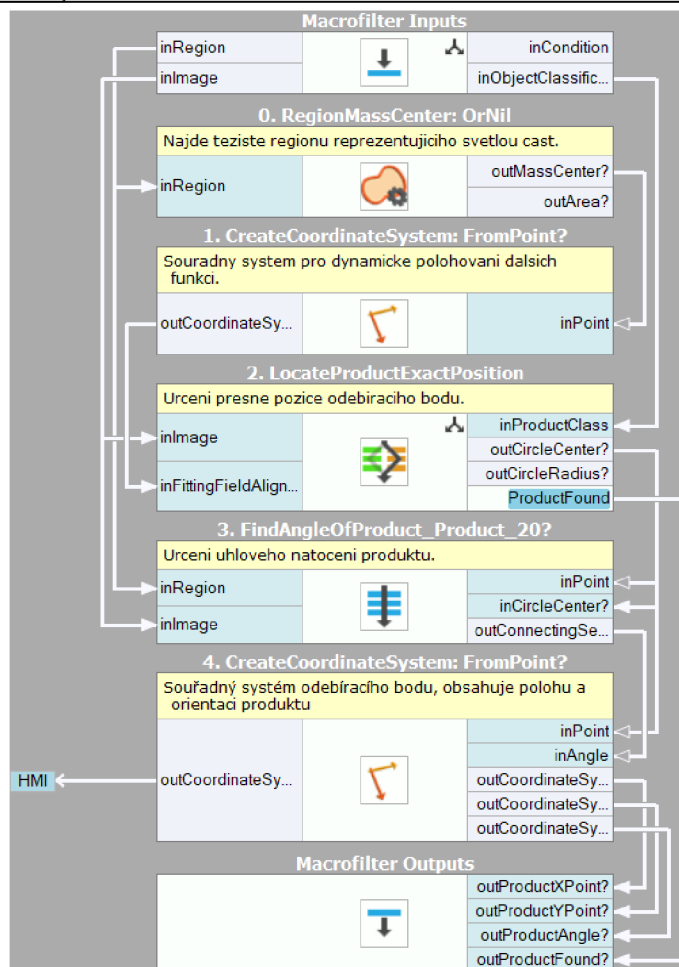 Macrofilter Inputs
inRegion
inCondition
inImage
inObjectClassific...
0. RegionMassCenter: OrNil
Najde teziste regionu reprezentujiciho svetlou cast.
inRegion
outMassCenter?
outArea?
1. CreateCoordinateSystem: FromPoint?
Souradny system pro dynamicke polohovani dalsich
funkci.
outCoordinateSy...
inPoint
2. LocateProductExactPosition
Urceni presne pozice odebiraciho bodu.
inImage
inProductClass
outCircleCenter?
inFittingFieldAlign...
outCircleRadius?
ProductFound
3. FindAngleOfProduct_Product_20?
Urceni uhloveho natoceni produktu.
inRegion
inPoint
inCircleCenter?
inImage
outConnectingSe...
4. CreateCoordinateSystem: FromPoint?
Souřadný systém odebíracího bodu, obsahuje polohu a
orientaci produktu
inPoint
inAngle
HMI
outCoordinateSy...
outCoordinateSy...
outCoordinateSy...
outCoordinateSy...
Macrofilter Outputs
outProductXPoint?
outProductYPoint?
outProductAngle?
outProductFound?